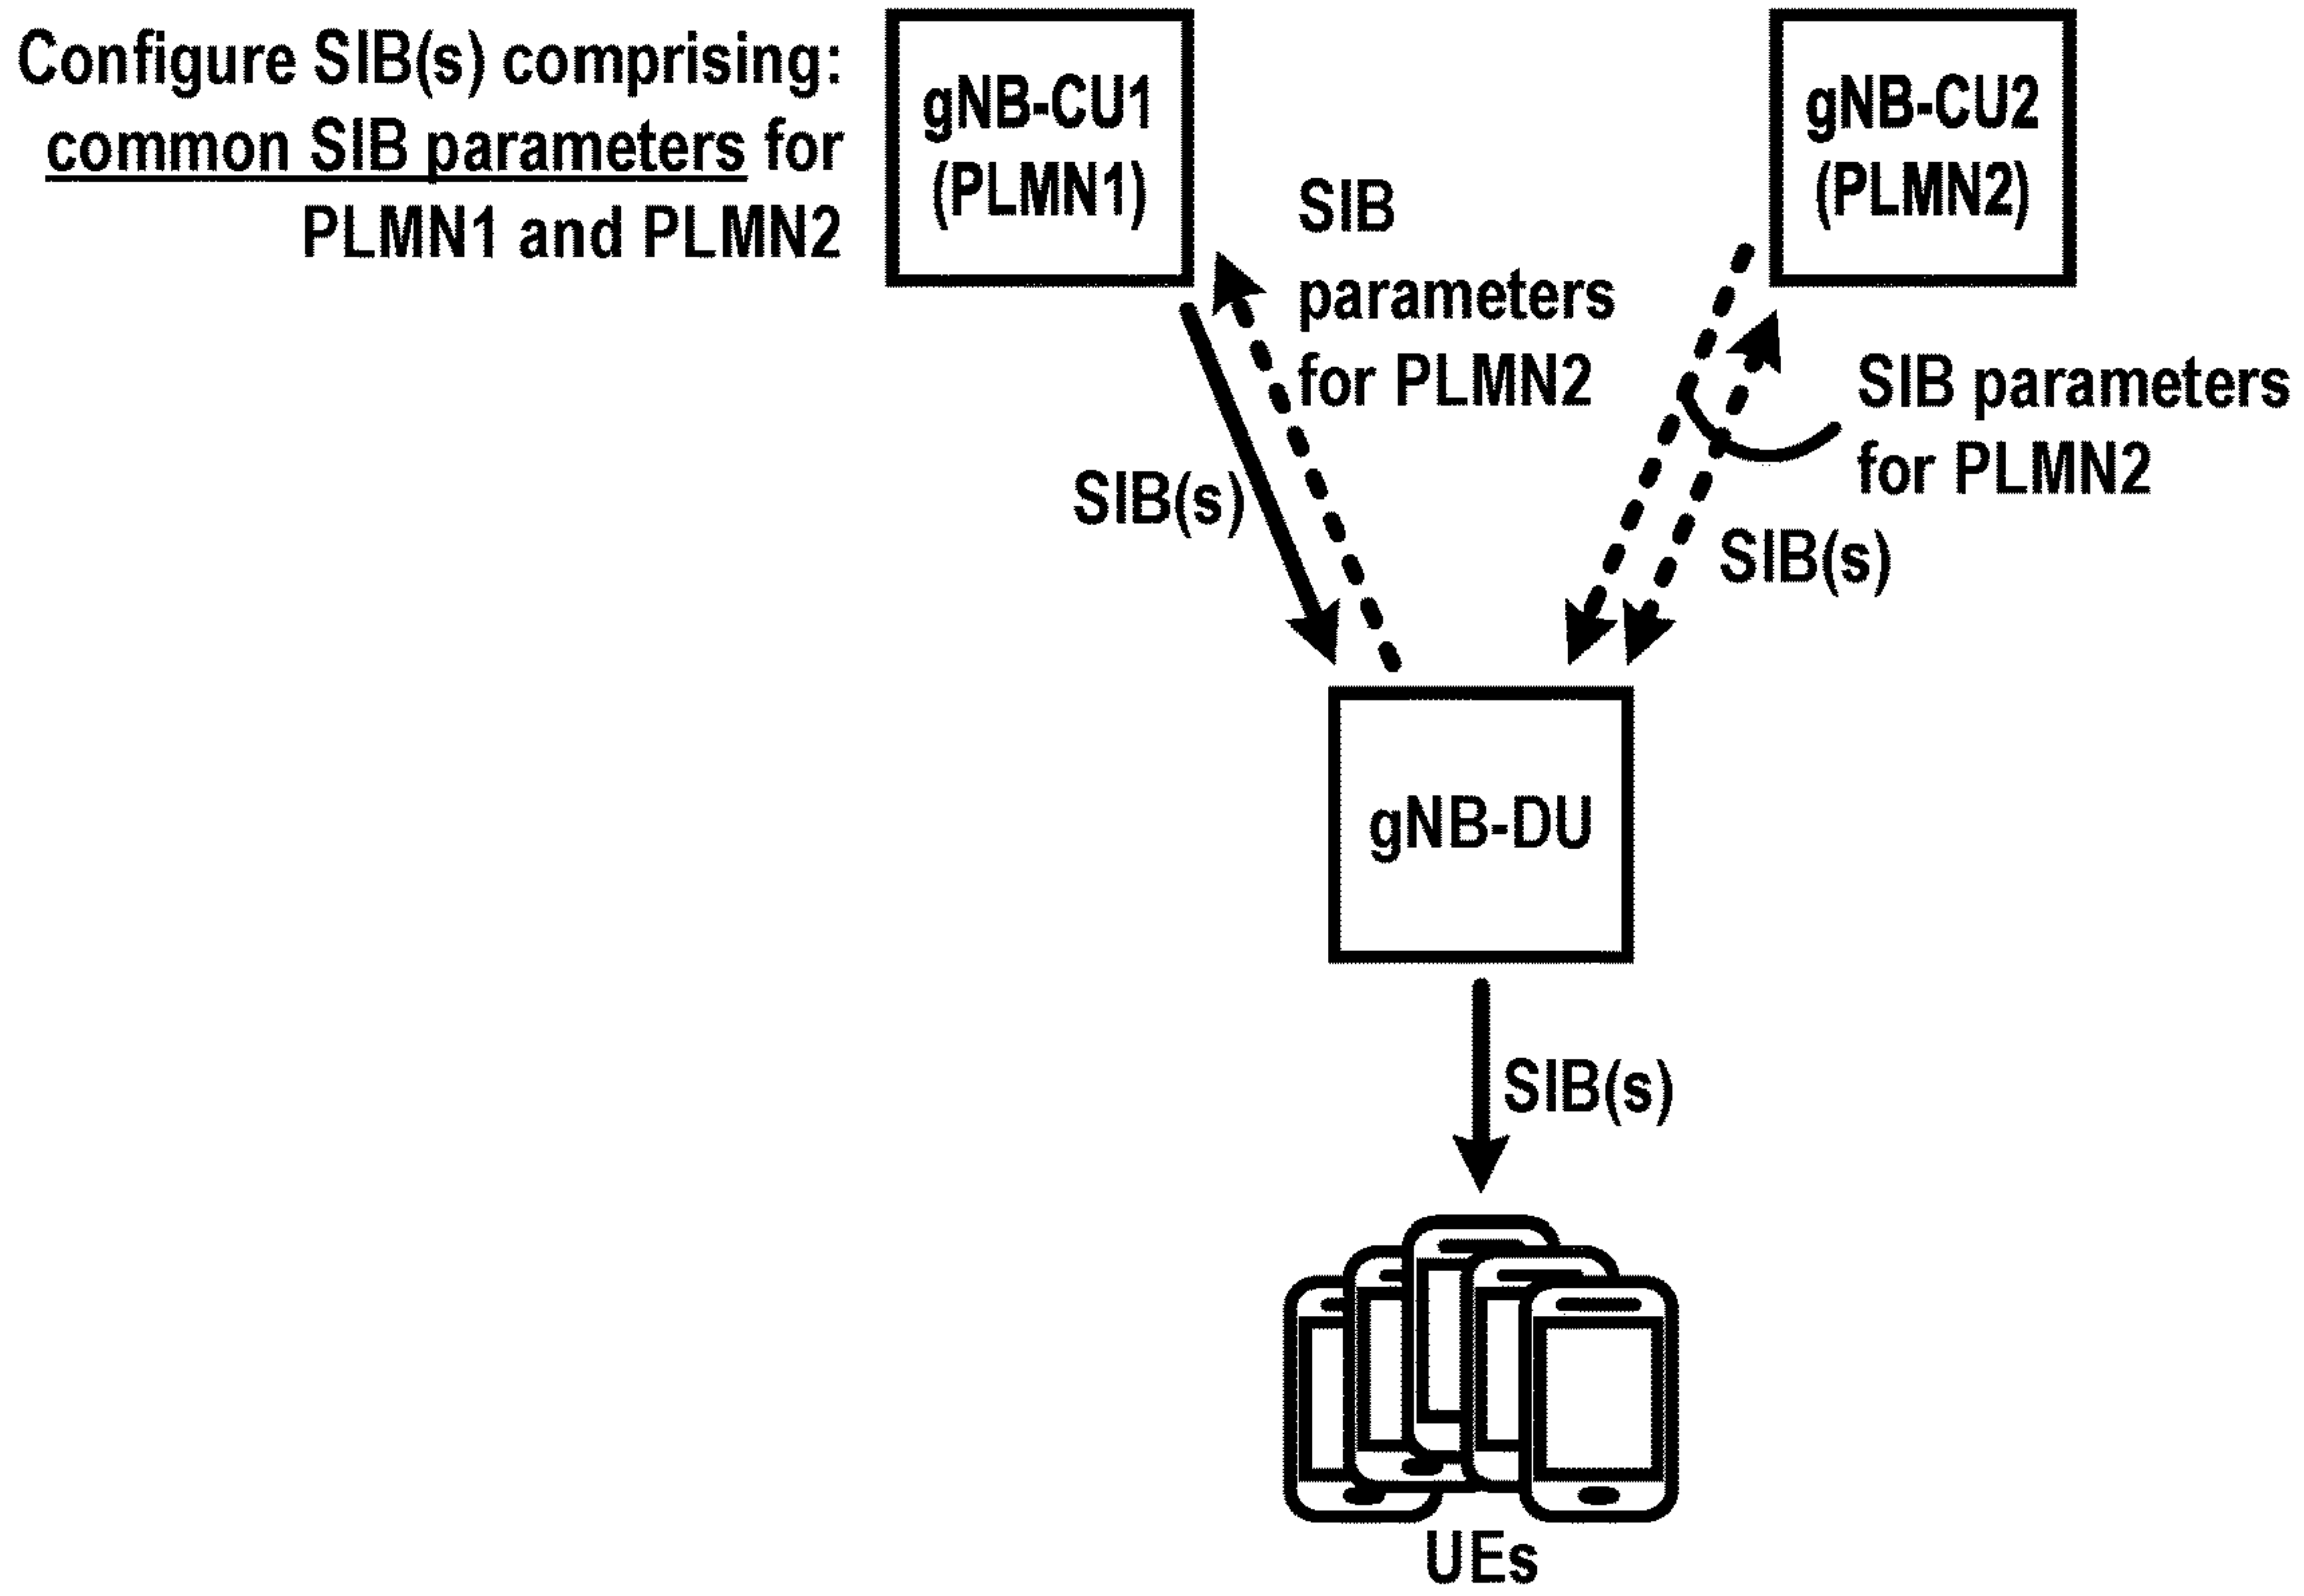 Configure SIB(s) comprising:
common SIB parameters for
PLMN1 and PLMN2
gNB-CU1
(PLMN1)
gNB-CU2
(PLMN2)
SIB
parameters
for PLMN2
SIB parameters
for PLMN2
SIB(s)
SIB(s)
gNB-DU
SIB(s)
UEs